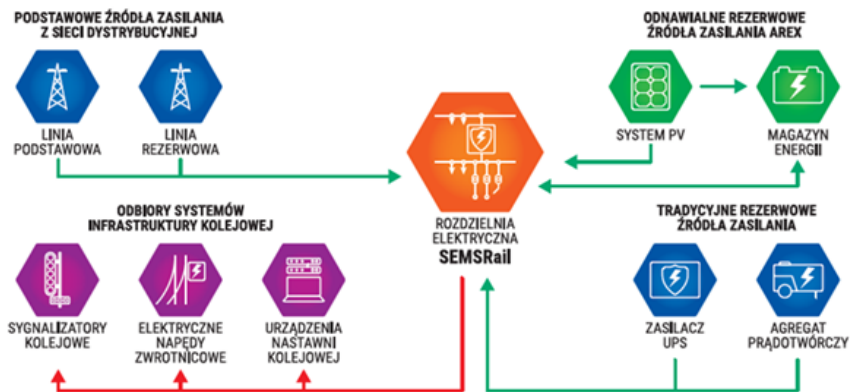 PODSTAWOWE ŹRÓDŁA ZASILANIA
Z SIECI DYSTRYBUCYJNEJ
LINIA
PODSTAWOWA
LINIA
REZERWOWA
ODNAWIALNE REZERWOWE
ŹRÓDŁA ZASILANIA AREX
SYSTEM PV
MAGAZYN
ENERGII
ROZDZIELNIA
ELEKTRYCZNA
SEMSRail
ODBIORY SYSTEMÓW
INFRASTRUKTURY KOLEJOWEJ
SYGNALIZATORY
KOLEJOWE
ELEKTRYCZNE
NAPĘDY
ZWROTNICOWE
URZĄDZENIA
NASTAWNI
KOLEJOWEJ
TRADYCYJNE REZERWOWE
ŹRÓDŁA ZASILANIA
ZASILACZ
UPS
AGREGAT
PRĄDOTWÓRCZY